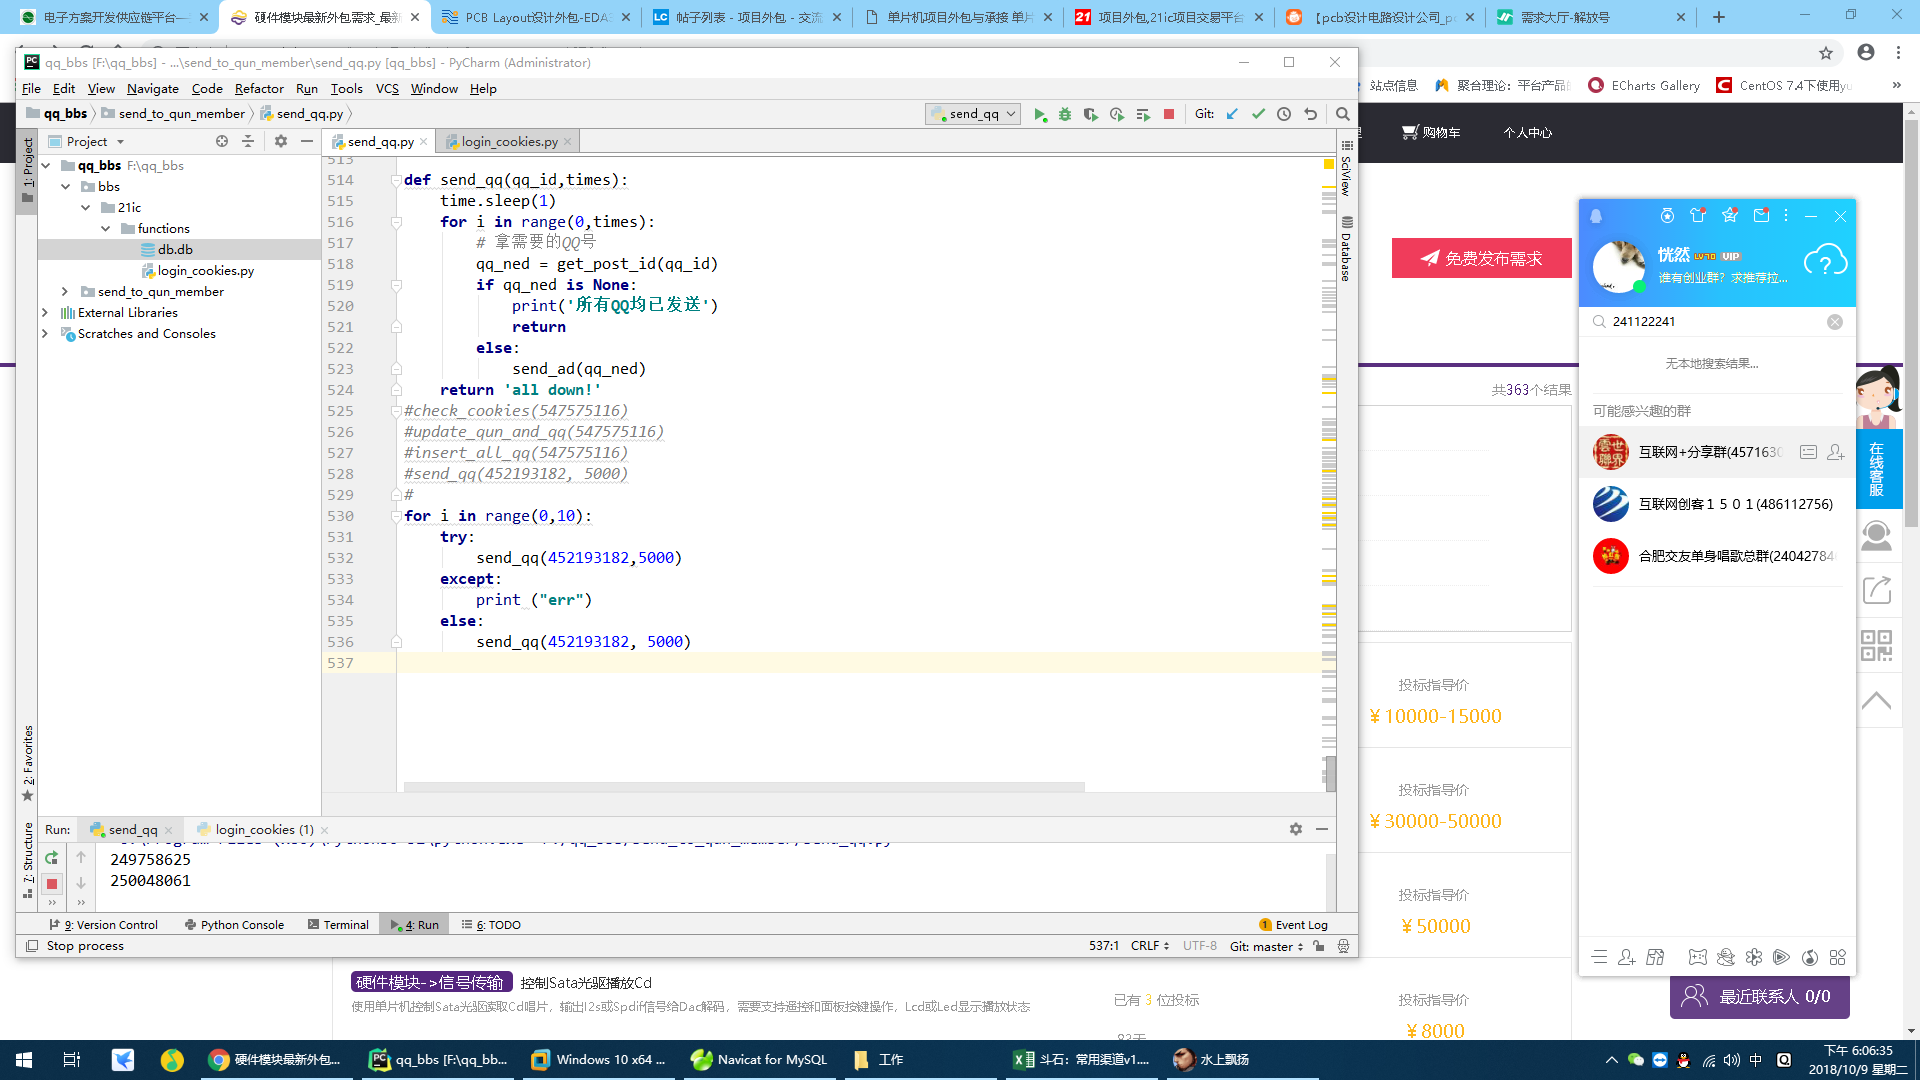 电子方案开发供应链平台—
硬件模块最新外包需求_最新
PCB Layout设计外包-EDA3
帖子列表 - 项目外包 - 交流
单片机项目外包与承接 单片
项目外包,21ic项目交易平台
【pcb设计电路设计公司_pc
需求大厅-解放号
站点信息
聚合理论：平台产品的
ECharts Gallery
CentOS 7.4下使用yu
购物车
个人中心
qq_bbs [F:\qq_bbs] - ...\send_to_qun_member\send_qq.py [qq_bbs] - PyCharm (Administrator)
File Edit View Navigate Code Refactor Run Tools VCS Window Help
qq_bbs send_to_qun_member send_qq.py
send_qq
Git:
Project
send_qq.py
login_cookies.py
1: Project
qq_bbs F:\qq_bbs
bbs
21ic
functions
db.db
login_cookies.py
send_to_qun_member
External Libraries
Scratches and Consoles
2: Favorites
7: Structure
SciView
Database
513
514 def send_qq(qq_id,times):
515 time.sleep(1)
516 for i in range(0,times):
517 # 拿需要的QQ号
518 qq_ned = get_post_id(qq_id)
519 if qq_ned is None:
520 print('所有QQ均已发送')
521 return
522 else:
523 send_ad(qq_ned)
524 return 'all down!'
525 #check_cookies(547575116)
526 #update_qun_and_qq(547575116)
527 #insert_all_qq(547575116)
528 #send_qq(452193182, 5000)
529 #
530 for i in range(0,10):
531 try:
532 send_qq(452193182,5000)
533 except:
534 print ("err")
535 else:
536 send_qq(452193182, 5000)
537
Run: send_qq login_cookies (1)
249758625
250048061
9: Version Control
Python Console
Terminal
4: Run
6: TODO
1 Event Log
Stop process
537:1 CRLF UTF-8 Git: master
免费发布需求
共363个结果
投标指导价
¥10000-15000
投标指导价
¥30000-50000
投标指导价
¥50000
硬件模块->信号传输 控制Sata光驱播放Cd
使用单片机控制Sata光驱读取Cd唱片，输出I2s或Spdif信号给Dac解码，需要支持遥控和面板按键操作，Lcd或Led显示播放状态
已有 3 位投标
投标指导价
¥8000
恍然 VIP
谁有创业群？求推荐拉...
241122241
无本地搜索结果...
可能感兴趣的群
互联网+分享群(4571630
互联网创客１５０１(486112756)
合肥交友单身唱歌总群(24042784
在线客服
最近联系人 0/0
硬件模块最新外包...
qq_bbs [F:\qq_bb...
Windows 10 x64 ...
Navicat for MySQL
工作
斗石：常用渠道v1....
水上飘扬
中
下午 6:06:35
2018/10/9 星期二